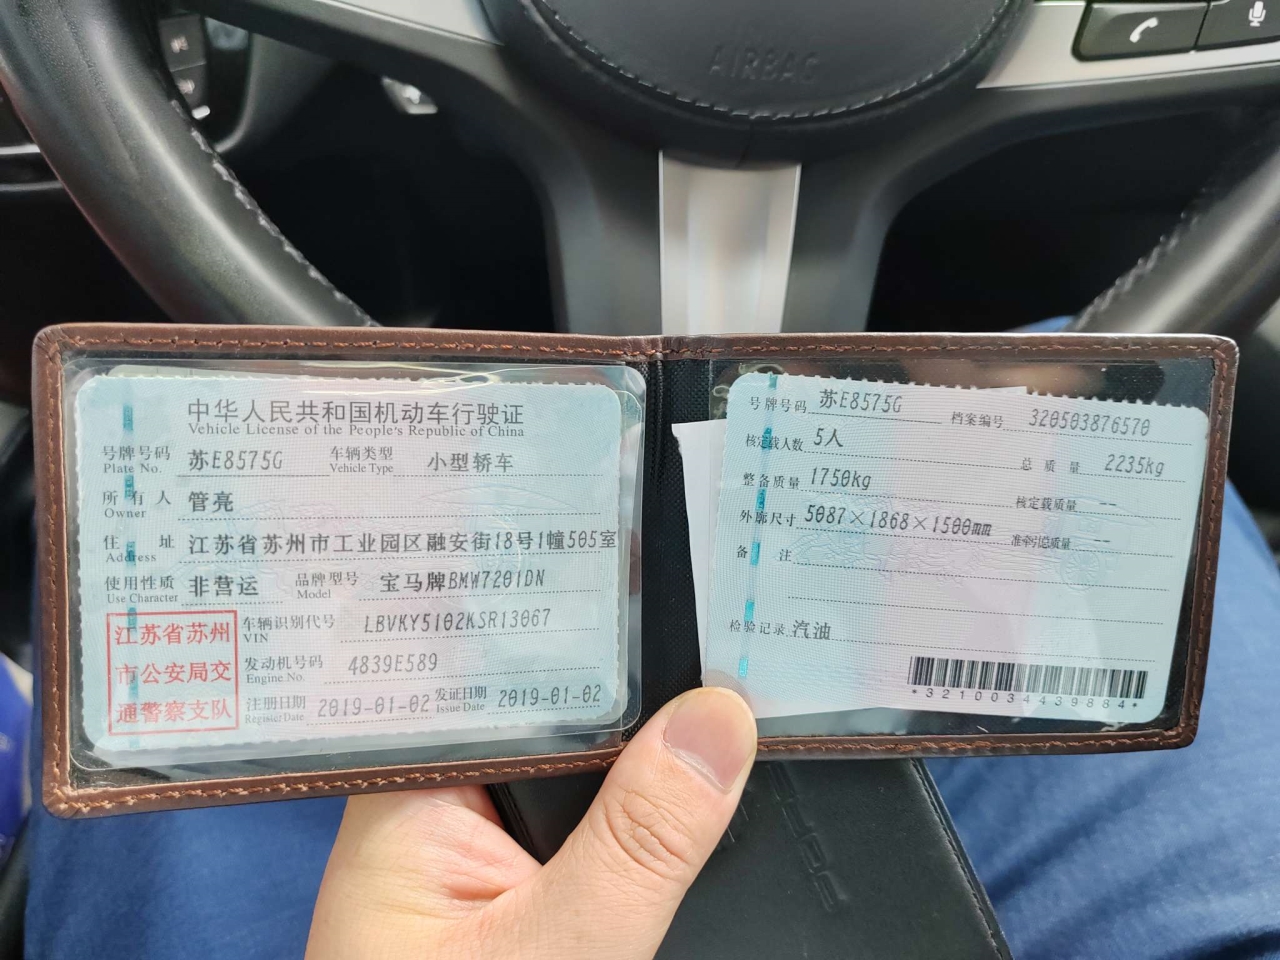 AIRBAG
中华人民共和国机动车行驶证
Vehicle License of the People's Republic of China
号牌号码 苏E8575G 车辆类型 小型轿车
Plate No. Vehicle Type
所有人 管亮
Owner
住址 江苏省苏州市工业园区融安街18号1幢505室
Address
使用性质 非营运 品牌型号 宝马牌BMW7201DN
Use Character Model
江苏省苏州
市公安局交
通警察支队
车辆识别代号 LBVKY5102KSR13067
VIN
发动机号码 4839E589
Engine No.
注册日期 2019-01-02 发证日期 2019-01-02
Register Date Issue Date
号牌号码 苏E8575G 档案编号 320503876570
核定载人数 5人 总质量 2235kg
整备质量 1750kg 核定载质量 --
外廓尺寸 5087×1868×1500mm 准牵引总质量 --
备注
检验记录 汽油
*3210034439884*